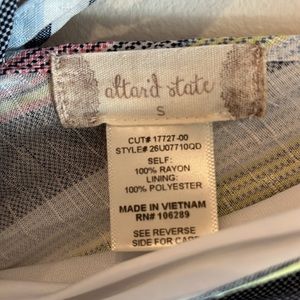 altar'd state
S
CUT# 17727-00
STYLE# 26U07710QD
SELF:
100% RAYON
LINING:
100% POLYESTER
MADE IN VIETNAM
RN# 106289
SEE REVERSE
SIDE FOR CARE